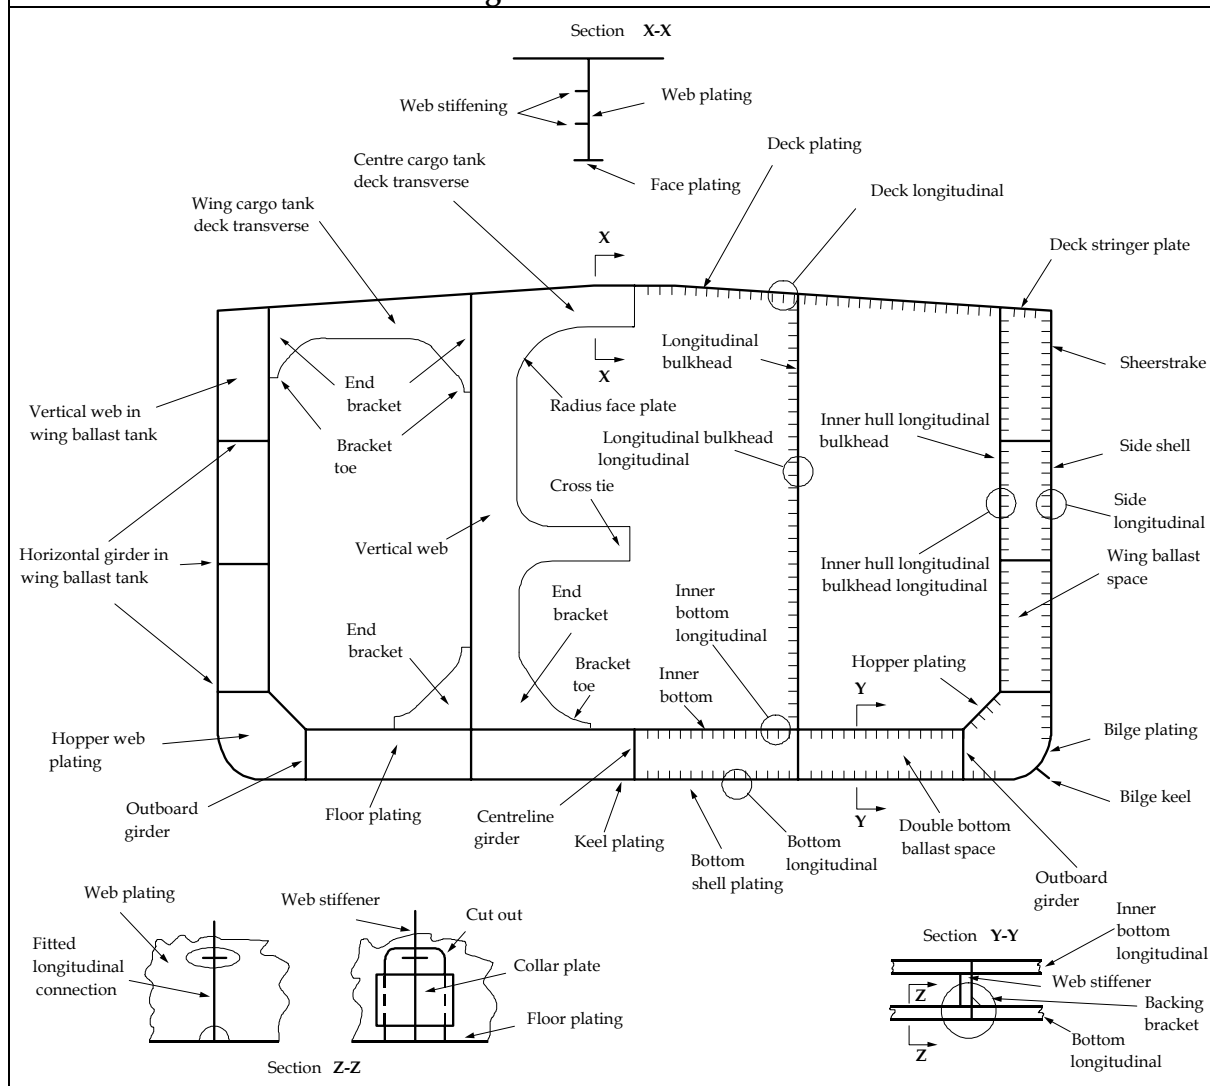 Section X-X
Web stiffening
Web plating
Face plating
Centre cargo tank
deck transverse
Deck plating
Deck longitudinal
Wing cargo tank
deck transverse
Deck stringer plate
X
X
Longitudinal
bulkhead
Sheerstrake
End
bracket
Radius face plate
Vertical web in
wing ballast tank
Bracket
toe
Inner hull longitudinal
bulkhead
Longitudinal bulkhead
longitudinal
Side shell
Cross tie
Side
longitudinal
Vertical web
Horizontal girder in
wing ballast tank
Inner hull longitudinal
bulkhead longitudinal
Wing ballast
space
Inner
bottom
longitudinal
End
bracket
End
bracket
Hopper plating
Bracket
toe
Inner
bottom
Y
Hopper web
plating
Bilge plating
Outboard
girder
Floor plating
Centreline
girder
Keel plating
Bottom
shell plating
Bottom
longitudinal
Y
Double bottom
ballast space
Bilge keel
Outboard
girder
Web plating
Web stiffener
Cut out
Fitted
longitudinal
connection
Collar plate
Floor plating
Section Z-Z
Section Y-Y
Inner
bottom
longitudinal
Web stiffener
Z
Backing
bracket
Z
Bottom
longitudinal